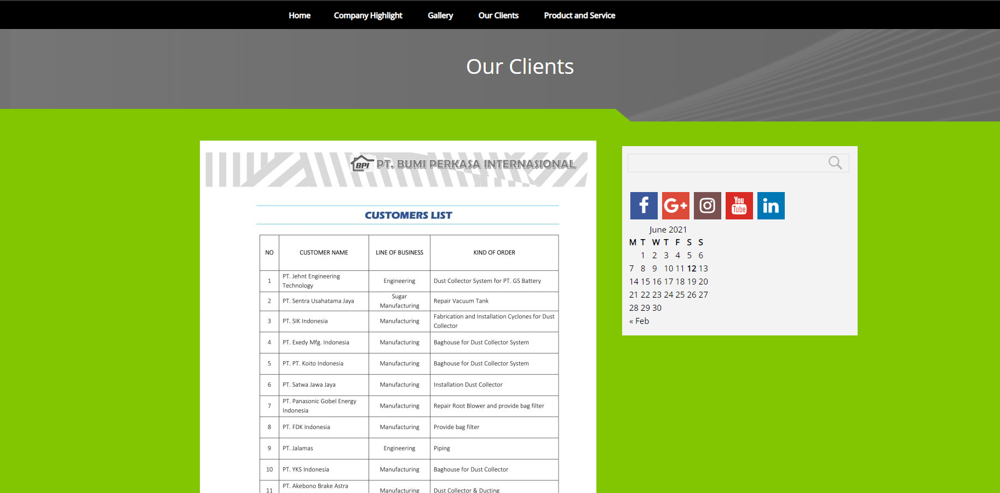 Home Company Highlight Gallery Our Clients Product and Service
Our Clients
BPI PT. BUMI PERKASA INTERNASIONAL
CUSTOMERS LIST
NO CUSTOMER NAME LINE OF BUSINESS KIND OF ORDER
1 PT. Jehnt Engineering Technology Engineering Dust Collector System for PT. GS Battery
2 PT. Sentra Usahatama Jaya Sugar Manufacturing Repair Vacuum Tank
3 PT. SIK Indonesia Manufacturing Fabrication and Installation Cyclones for Dust Collector
4 PT. Exedy Mfg. Indonesia Manufacturing Baghouse for Dust Collector System
5 PT. PT. Koito Indonesia Manufacturing Baghouse for Dust Collector System
6 PT. Satwa Jawa Jaya Manufacturing Installation Dust Collector
7 PT. Panasonic Gobel Energy Indonesia Manufacturing Repair Root Blower and provide bag filter
8 PT. FDK Indonesia Manufacturing Provide bag filter
9 PT. Jalamas Engineering Piping
10 PT. YKS Indonesia Manufacturing Baghouse for Dust Collector
11 PT. Akebono Brake Astra Manufacturing Dust Collector & Ducting
f G+ You Tube in
June 2021
M T W T F S S
1 2 3 4 5 6
7 8 9 10 11 12 13
14 15 16 17 18 19 20
21 22 23 24 25 26 27
28 29 30
« Feb